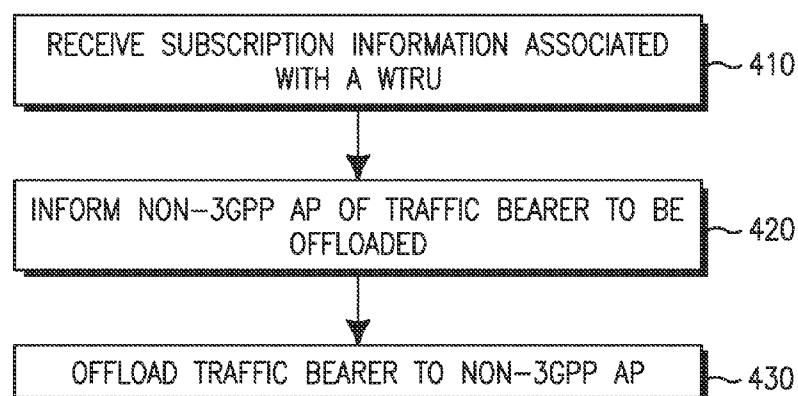 RECEIVE SUBSCRIPTION INFORMATION ASSOCIATED
WITH A WTRU
410
INFORM NON-3GPP AP OF TRAFFIC BEARER TO BE
OFFLOADED
420
OFFLOAD TRAFFIC BEARER TO NON-3GPP AP
430